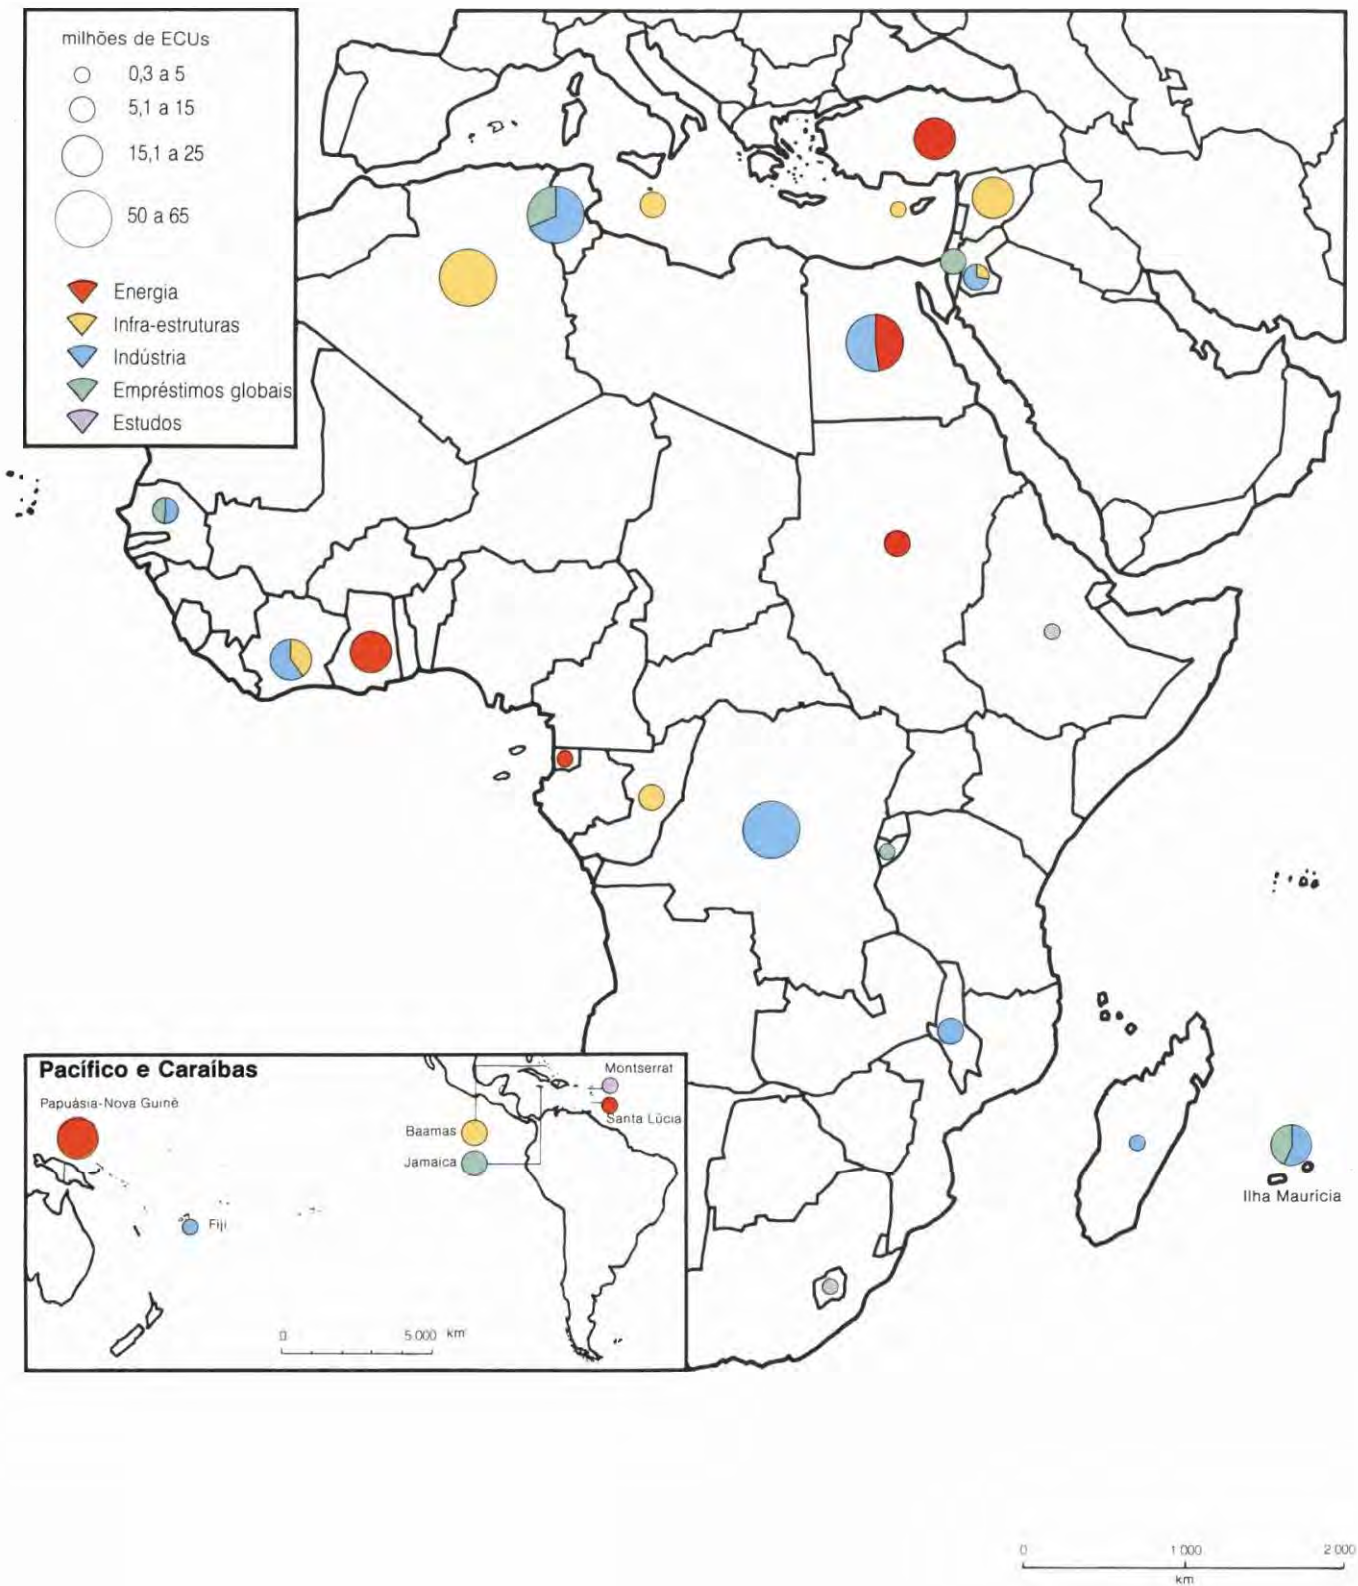 milhões de ECUs
0,3 a 5
5,1 a 15
15,1 a 25
50 a 65
Energia
Infra-estruturas
Indústria
Empréstimos globais
Estudos
Pacífico e Caraíbas
Montserrat
Papuásia-Nova Guiné
Santa Lúcia
Baamas
Jamaica
Ilha Maurícia
Fiji
0 5 000 km
0 1 000 2 000
km